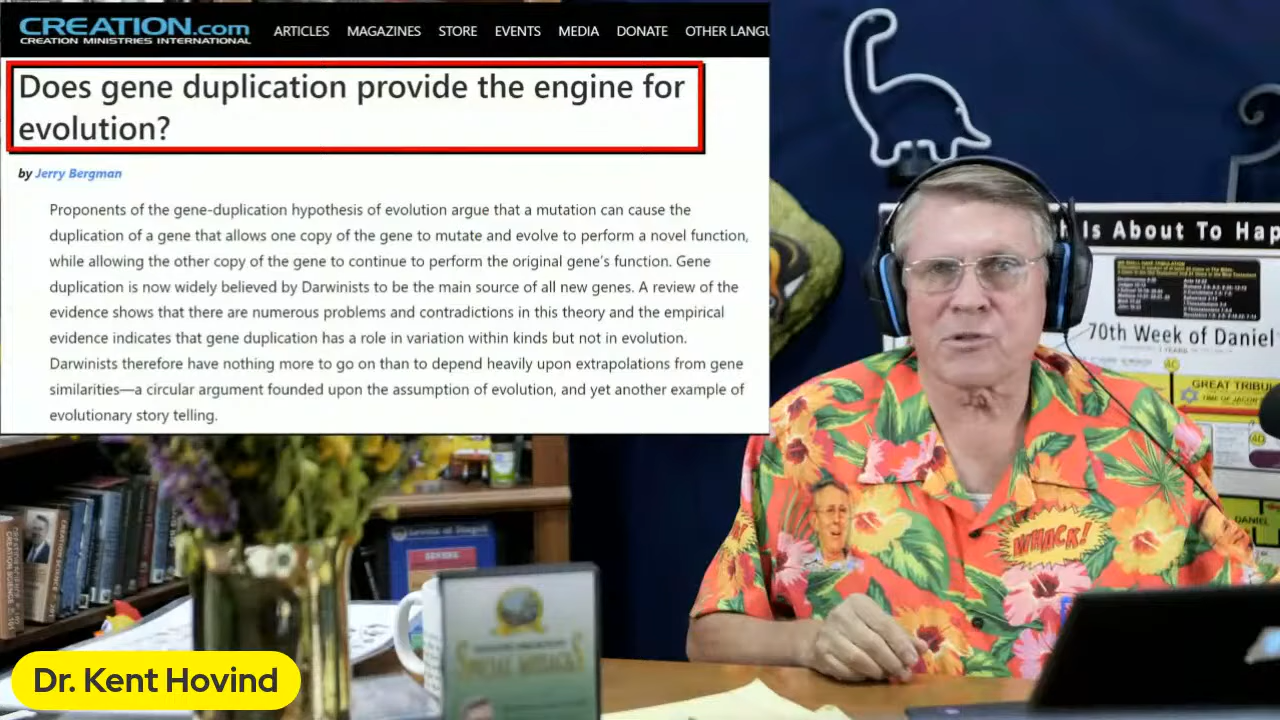 CREATION.com
CREATION MINISTRIES INTERNATIONAL
ARTICLES MAGAZINES STORE EVENTS MEDIA DONATE OTHER LANGU
Does gene duplication provide the engine for
evolution?
by Jerry Bergman
Proponents of the gene-duplication hypothesis of evolution argue that a mutation can cause the
duplication of a gene that allows one copy of the gene to mutate and evolve to perform a novel function,
while allowing the other copy of the gene to continue to perform the original gene's function. Gene
duplication is now widely believed by Darwinists to be the main source of all new genes. A review of the
evidence shows that there are numerous problems and contradictions in this theory and the empirical
evidence indicates that gene duplication has a role in variation within kinds but not in evolution.
Darwinists therefore have nothing more to go on than to depend heavily upon extrapolations from gene
similarities—a circular argument founded upon the assumption of evolution, and yet another example of
evolutionary story telling.
Is About To Hap
70th Week of Daniel
7 YEARS
GREAT TRIBU
TIME OF JACOB'
DANIEL
WHACK!
Dr. Kent Hovind